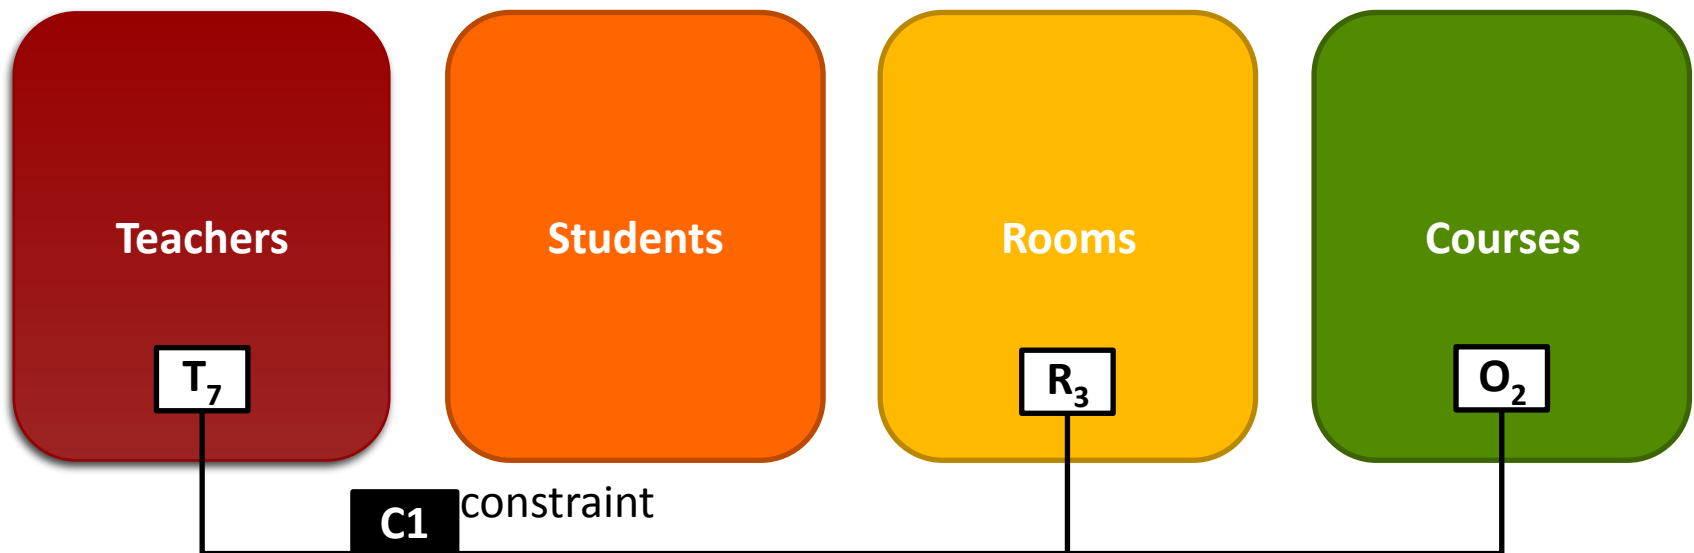 Teachers
Students
Rooms
Courses
T₇
R₃
O₂
C1 constraint